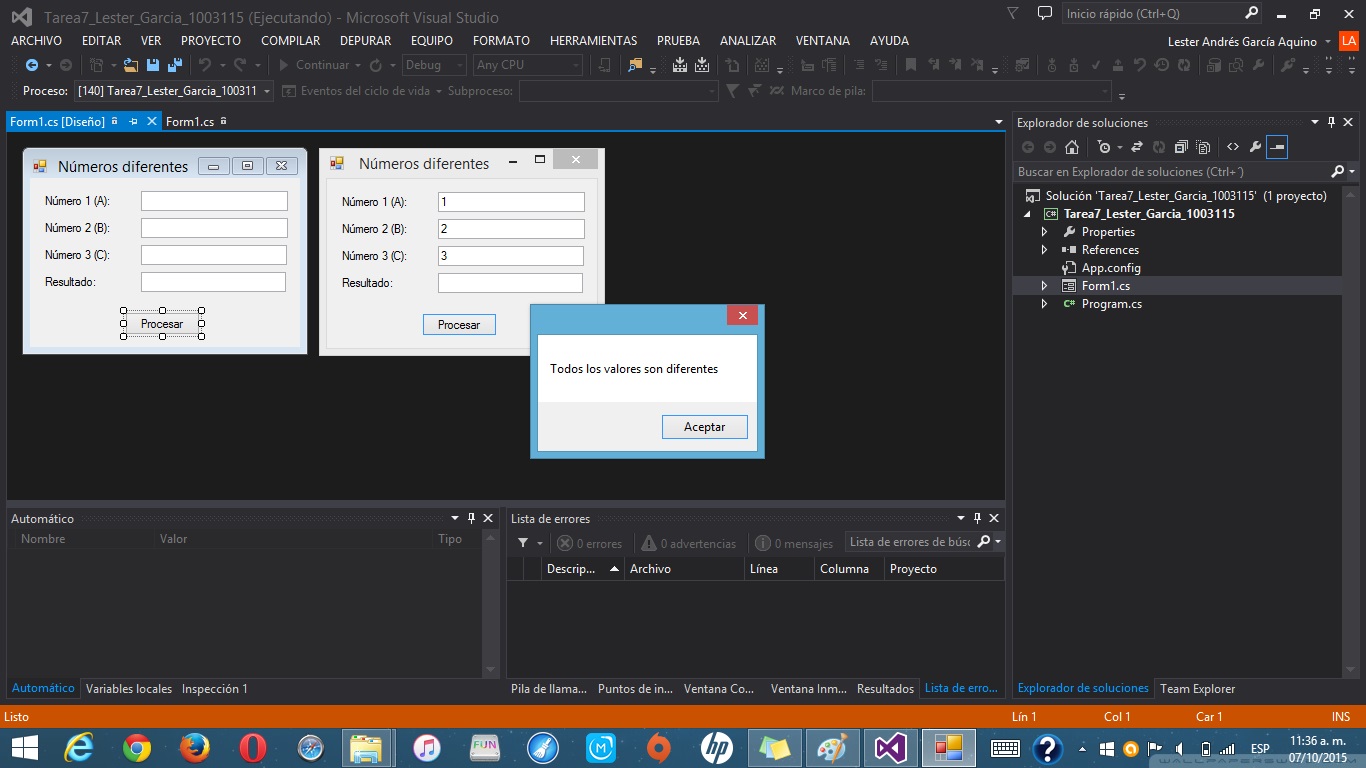 Tarea7_Lester_Garcia_1003115 (Ejecutando) - Microsoft Visual Studio
Inicio rápido (Ctrl+Q)
ARCHIVO EDITAR VER PROYECTO COMPILAR DEPURAR EQUIPO FORMATO HERRAMIENTAS PRUEBA ANALIZAR VENTANA AYUDA
Lester Andrés García Aquino LA
Continuar Debug Any CPU
Proceso: [140] Tarea7_Lester_Garcia_100311 Eventos del ciclo de vida Subproceso: Marco de pila:
Form1.cs [Diseño] Form1.cs
Números diferentes
Número 1 (A):
Número 2 (B):
Número 3 (C):
Resultado:
Procesar
Números diferentes
Número 1 (A): 1
Número 2 (B): 2
Número 3 (C): 3
Resultado:
Procesar
Todos los valores son diferentes
Aceptar
Explorador de soluciones
Buscar en Explorador de soluciones (Ctrl+´)
Solución 'Tarea7_Lester_Garcia_1003115' (1 proyecto)
C# Tarea7_Lester_Garcia_1003115
Properties
References
App.config
Form1.cs
C# Program.cs
Explorador de soluciones Team Explorer
Automático
Nombre Valor Tipo
Automático Variables locales Inspección 1
Lista de errores
0 errores 0 advertencias 0 mensajes Lista de errores de búsc
Descrip... Archivo Línea Columna Proyecto
Pila de llama... Puntos de in... Ventana Co... Ventana Inm... Resultados Lista de erro...
Listo Lín 1 Col 1 Car 1 INS
FUN hp ESP
11:36 a. m.
07/10/2015